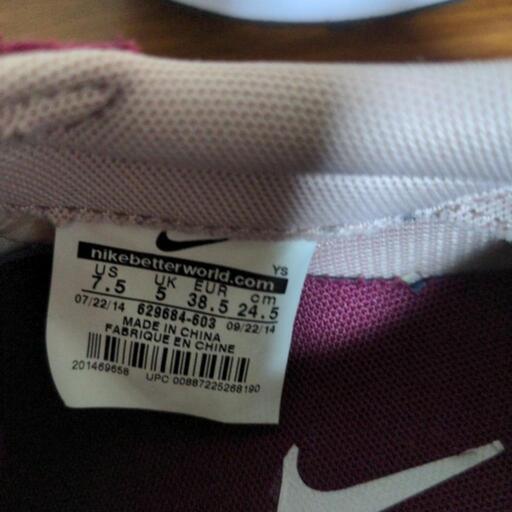 nikebetterworld.com
YS
US UK EUR cm
7.5 5 38.5 24.5
07/22/14 629684-603 09/22/14
MADE IN CHINA
FABRIQUE EN CHINE
201469658 UPC 00887225268190